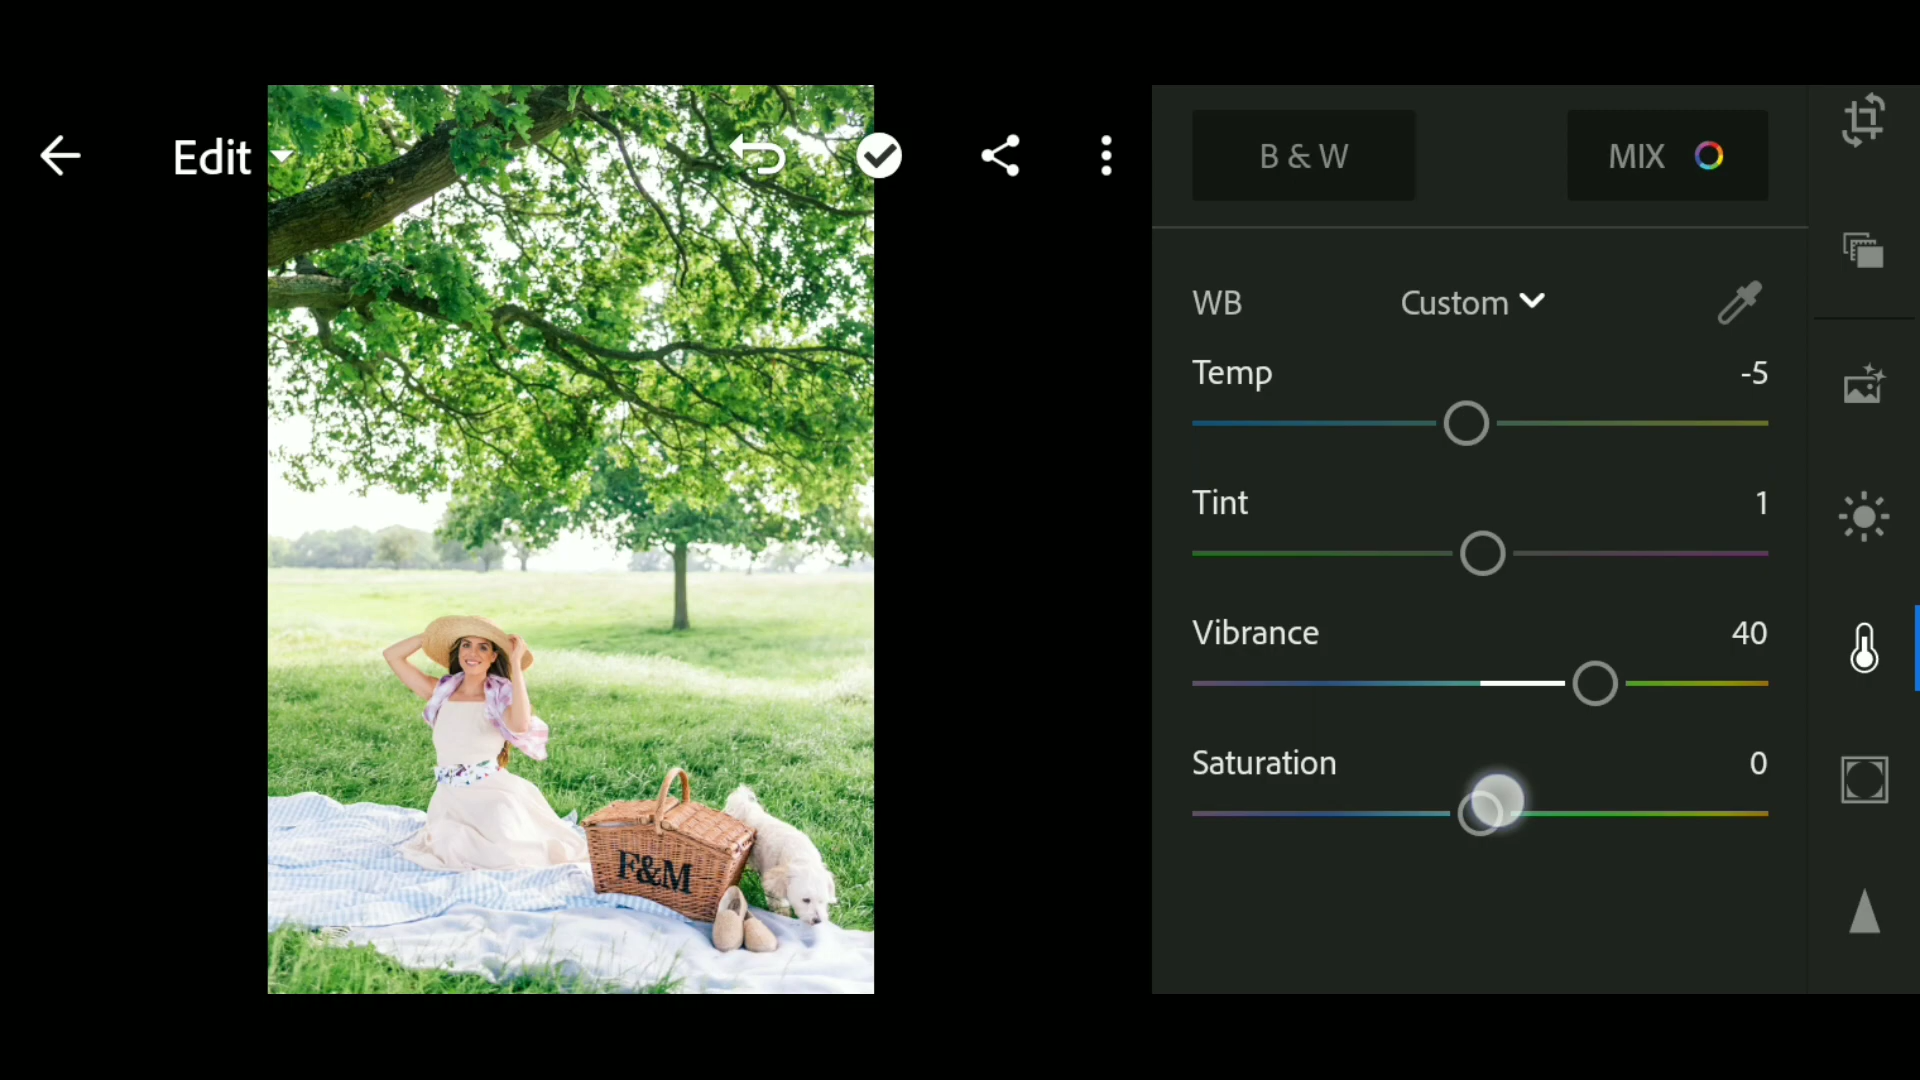 Edit
B & W
MIX
WB
Custom
Temp
-5
Tint
1
Vibrance
40
Saturation
0
F&M